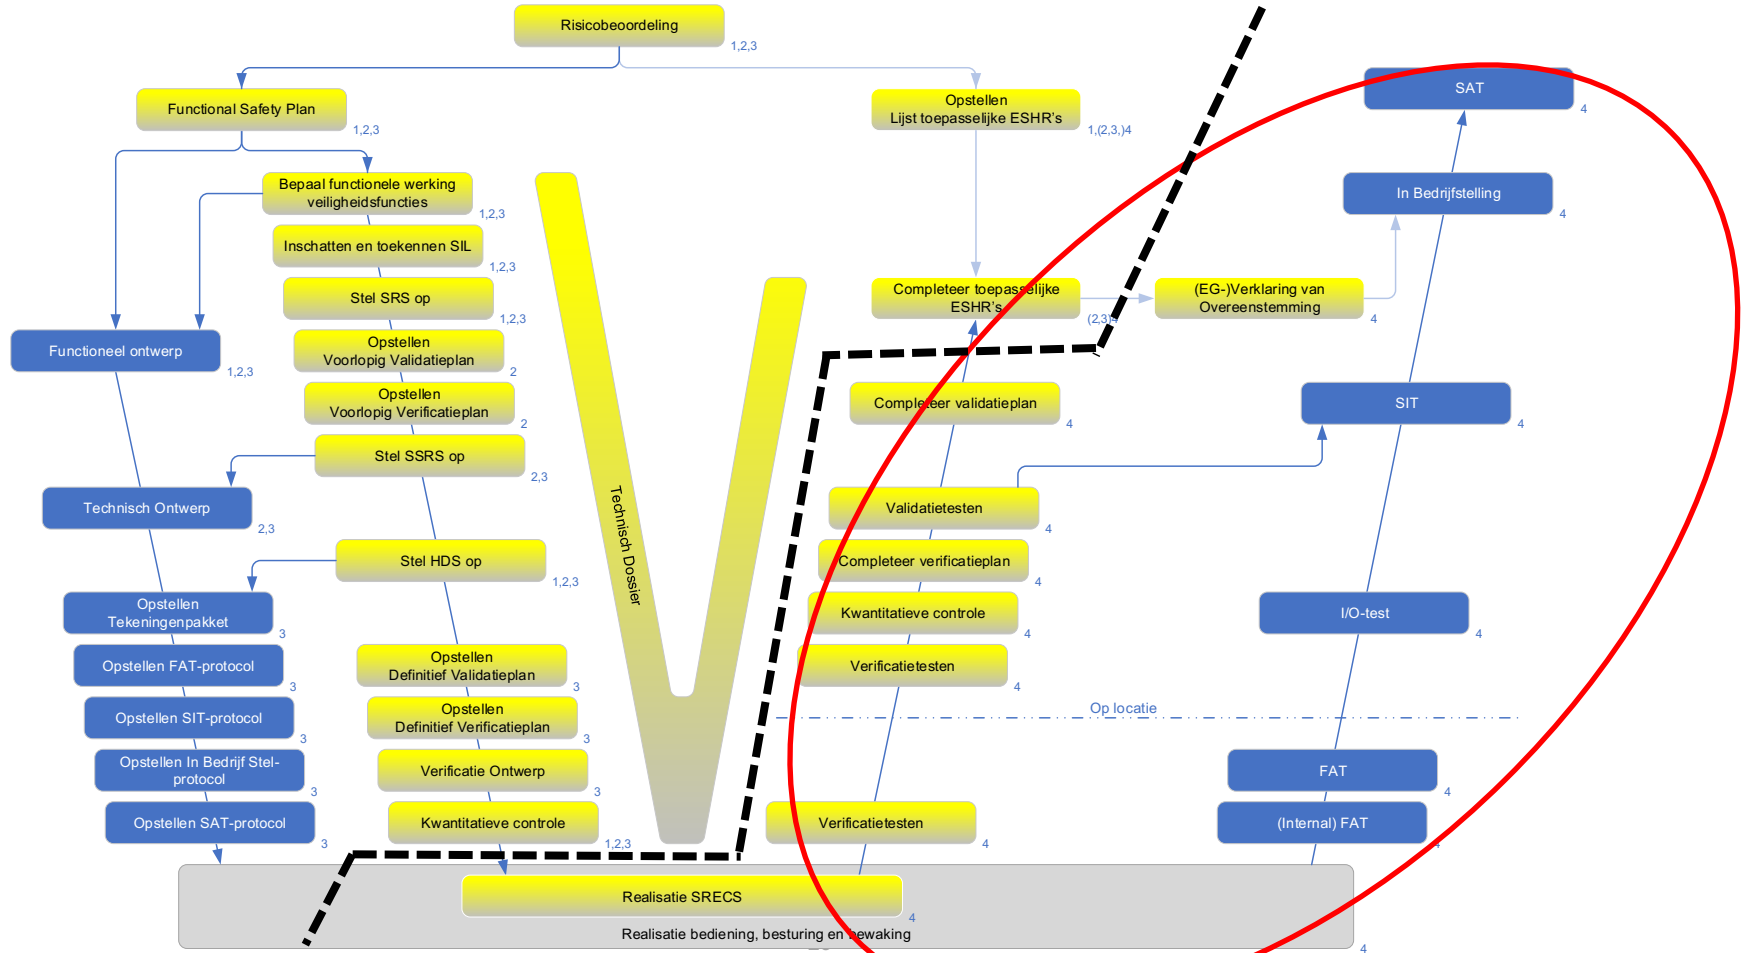 Risicobeoordeling
1,2,3
Functional Safety Plan
1,2,3
Opstellen
Lijst toepasselijke ESHR's
1,(2,3,)4
SAT
4
Bepaal functionele werking
veiligheidsfuncties
1,2,3
In Bedrijfstelling
4
Inschatten en toekennen SIL
1,2,3
Stel SRS op
1,2,3
Completeer toepasselijke
ESHR's
(2,3)4
(EG-)Verklaring van
Overeenstemming
4
Functioneel ontwerp
1,2,3
Opstellen
Voorlopig Validatieplan
2
Opstellen
Voorlopig Verificatieplan
2
Completeer validatieplan
4
SIT
4
Stel SSRS op
2,3
Technisch Ontwerp
2,3
Technisch Dossier
Validatietesten
4
Stel HDS op
1,2,3
Completeer verificatieplan
4
Opstellen
Tekeningenpakket
3
Kwantitatieve controle
4
I/O-test
4
Opstellen FAT-protocol
3
Opstellen
Definitief Validatieplan
3
Verificatietesten
4
Opstellen SIT-protocol
3
Opstellen
Definitief Verificatieplan
3
Op locatie
Opstellen In Bedrijf Stel-
protocol
3
Verificatie Ontwerp
3
FAT
4
Opstellen SAT-protocol
3
Kwantitatieve controle
1,2,3
Verificatietesten
4
(Internal) FAT
4
Realisatie SRECS
4
Realisatie bediening, besturing en bewaking
4